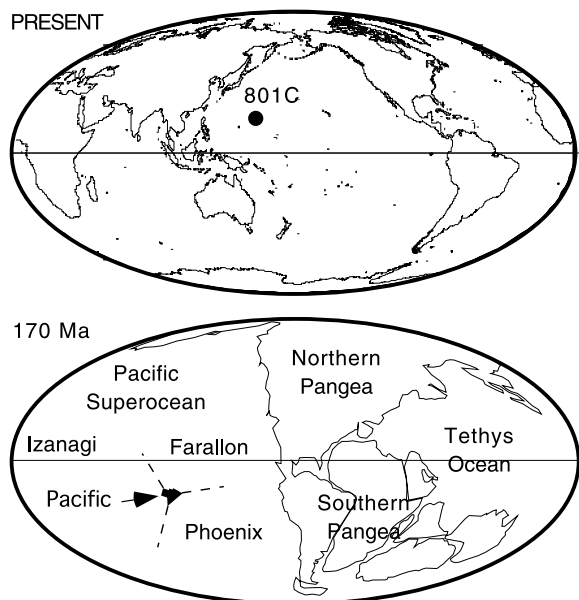 PRESENT
801C
170 Ma
Northern
Pangea
Pacific
Superocean
Tethys
Ocean
Izanagi
Farallon
Pacific
Southern
Pangea
Phoenix